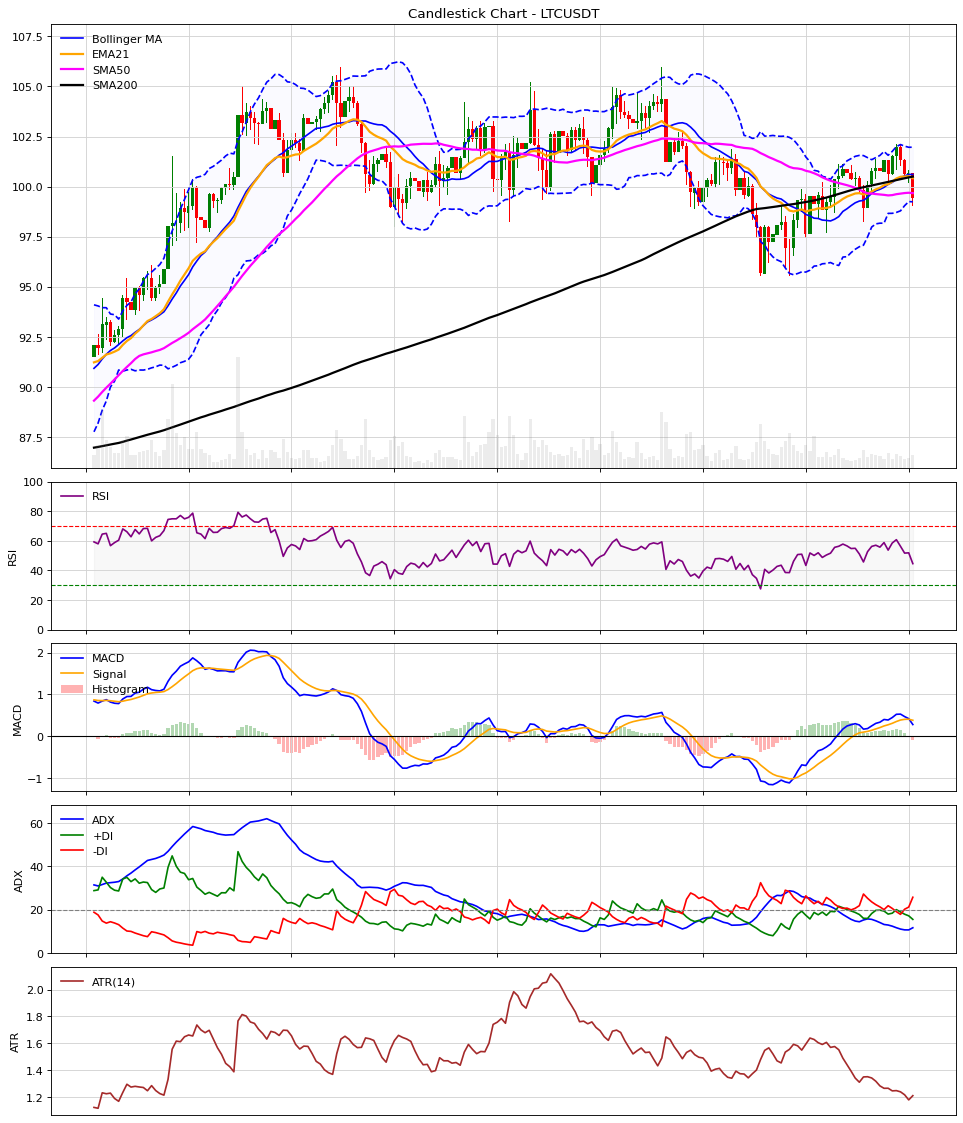 Candlestick Chart - LTCUSDT
Bollinger MA
EMA21
SMA50
SMA200
107.5
105.0
102.5
100.0
97.5
95.0
92.5
90.0
87.5
RSI
100
80
60
40
20
0
RSI
MACD
Signal
Histogram
2
1
0
−1
MACD
ADX
+DI
-DI
60
40
20
0
ADX
ATR(14)
2.0
1.8
1.6
1.4
1.2
ATR